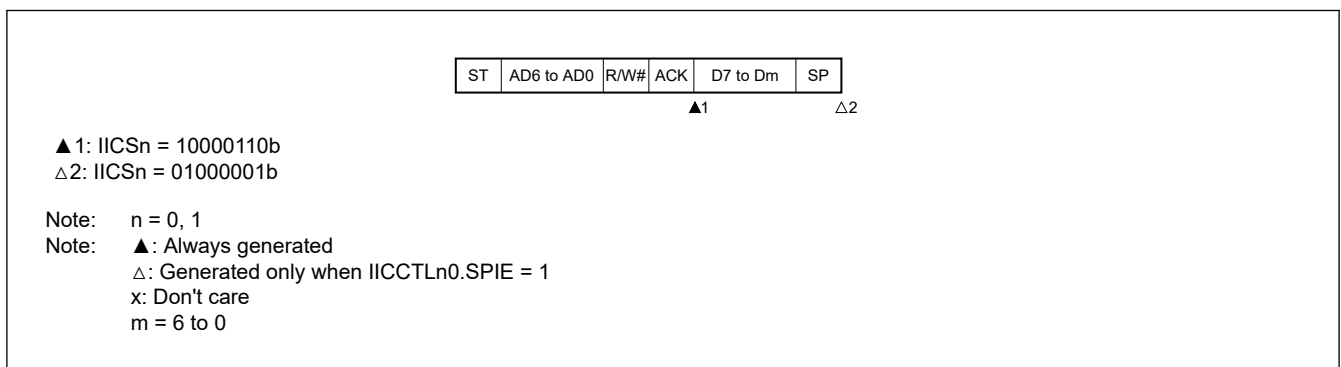 ST AD6 to AD0 R/W# ACK D7 to Dm SP
▲1 △2
▲1: IICSn = 10000110b
△2: IICSn = 01000001b
Note: n = 0, 1
Note: ▲: Always generated
△: Generated only when IICCTLn0.SPIE = 1
x: Don't care
m = 6 to 0